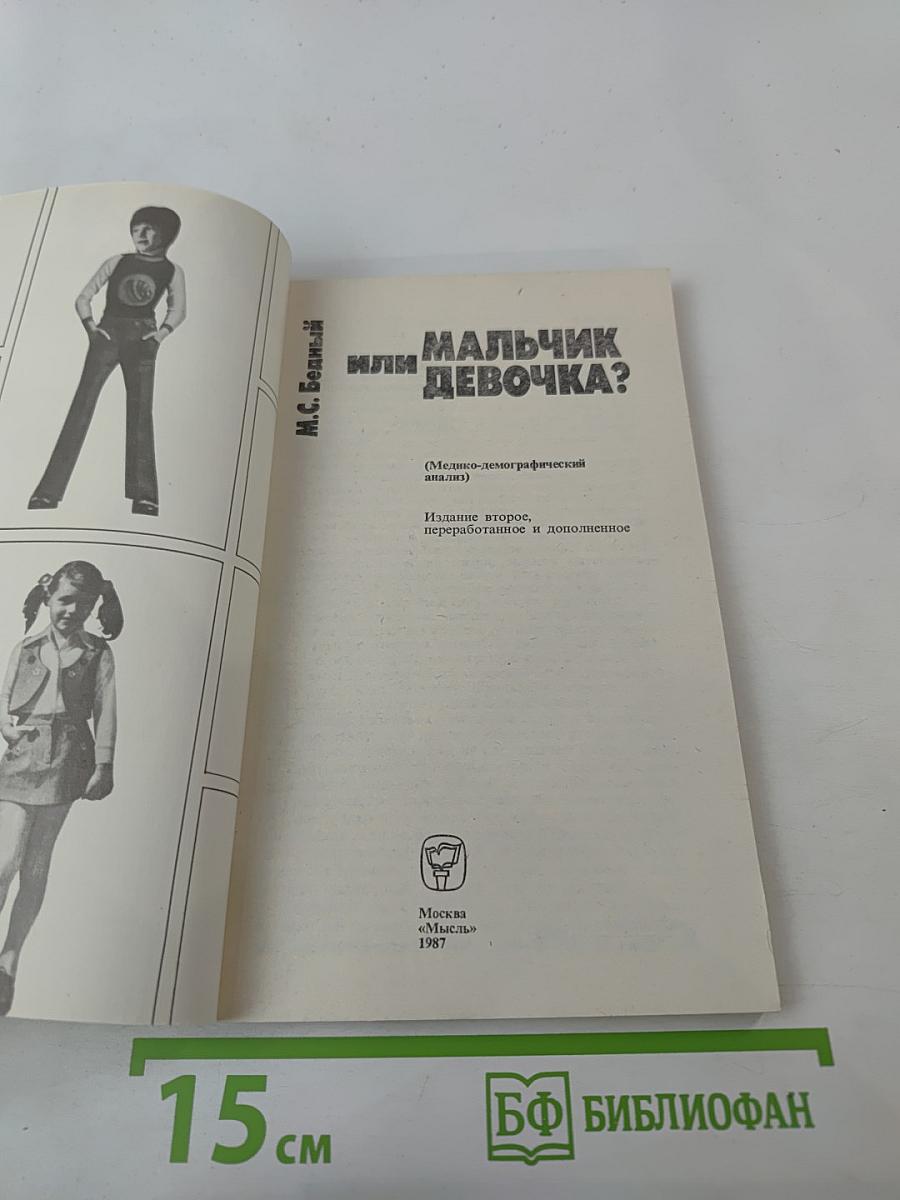 М.С. Бедный
МАЛЬЧИК
или ДЕВОЧКА?
(Медико-демографический
анализ)
Издание второе,
переработанное и дополненное
Москва
«Мысль»
1987
15 см
БФ БИБЛИОФАН